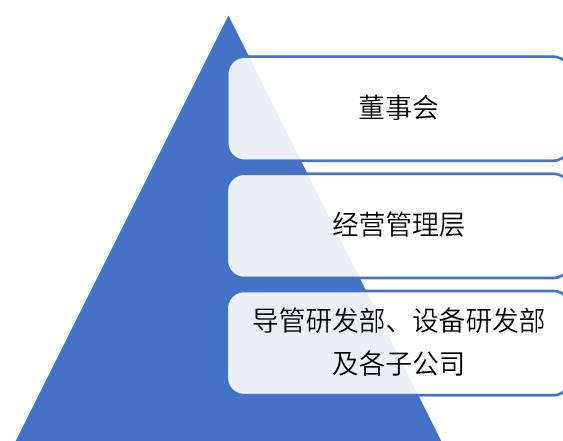 董事会
经营管理层
导管研发部、设备研发部
及各子公司